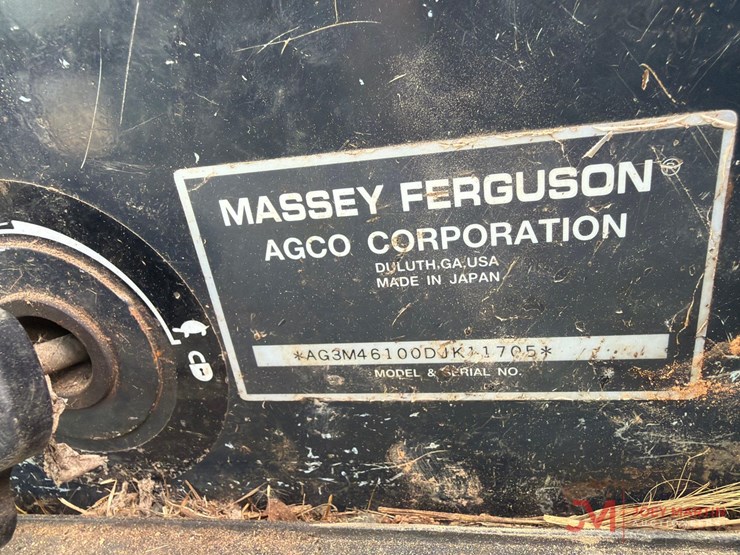 MASSEY FERGUSON
AGCO CORPORATION
DULUTH,GA,USA
MADE IN JAPAN
*AG3M46100DJK11705*
MODEL & SERIAL NO.